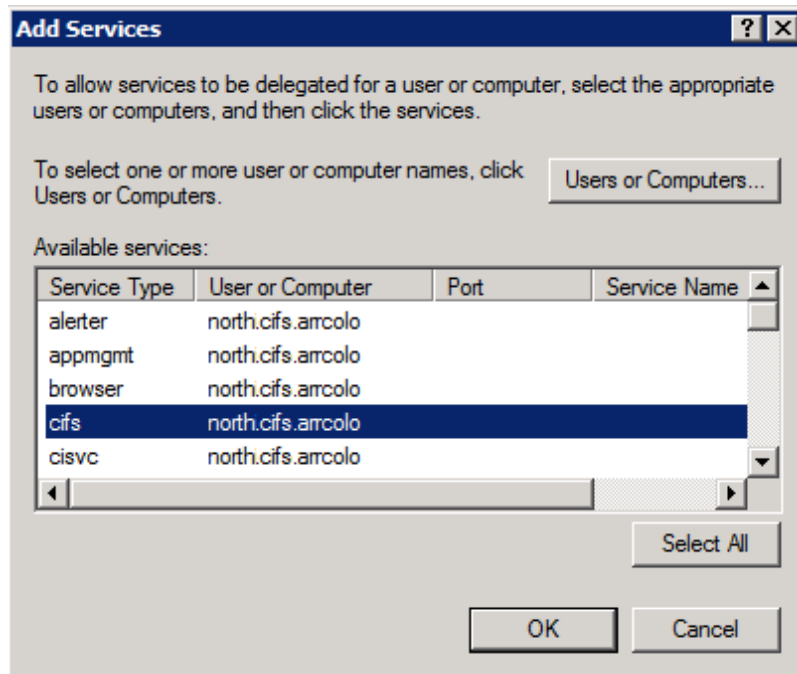 Add Services
To allow services to be delegated for a user or computer, select the appropriate
users or computers, and then click the services.
To select one or more user or computer names, click
Users or Computers.
Users or Computers...
Available services:
Service Type User or Computer Port Service Name
alerter north.cifs.arrcolo
appmgmt north.cifs.arrcolo
browser north.cifs.arrcolo
cifs north.cifs.arrcolo
cisvc north.cifs.arrcolo
Select All
OK Cancel